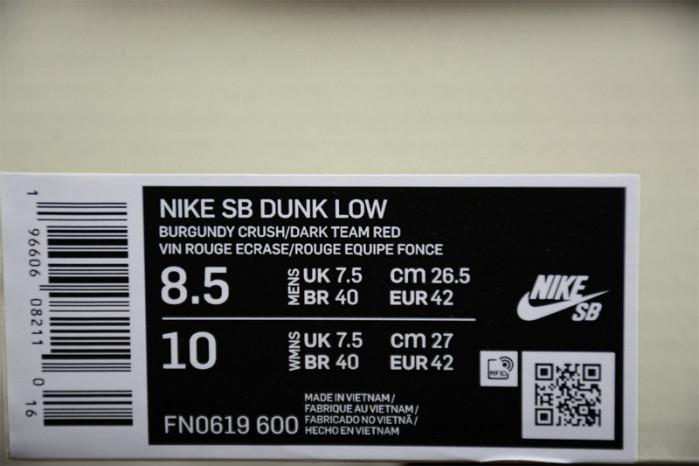 1 96606 08211 0 16
NIKE SB DUNK LOW
BURGUNDY CRUSH/DARK TEAM RED
VIN ROUGE ECRASE/ROUGE EQUIPE FONCE
8.5 MENS UK 7.5 cm 26.5
BR 40 EUR 42
10 WMNS UK 7.5 cm 27
BR 40 EUR 42
NIKE
SB
FN0619 600
MADE IN VIETNAM /
FABRIQUE AU VIETNAM /
FABRICADO NO VIETNÃ /
HECHO EN VIETNAM